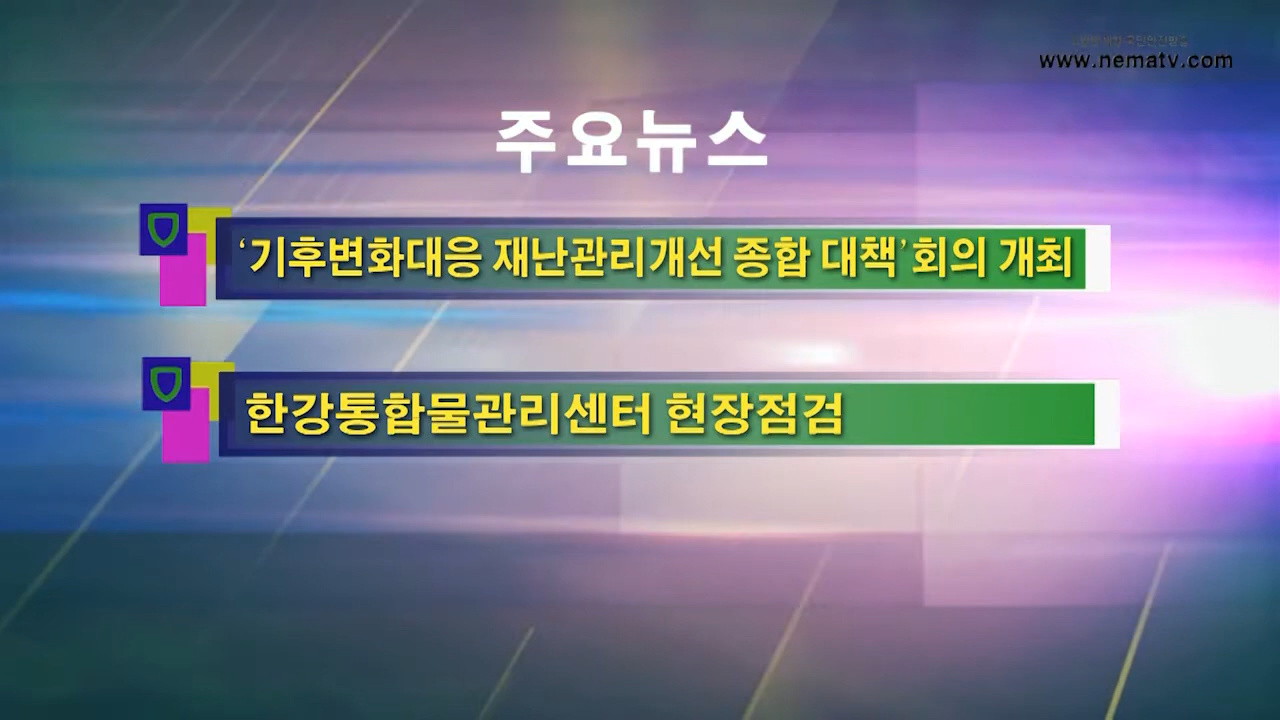 www.nematv.com
주요뉴스
‘기후변화대응 재난관리개선 종합 대책’ 회의 개최
한강통합물관리센터 현장점검